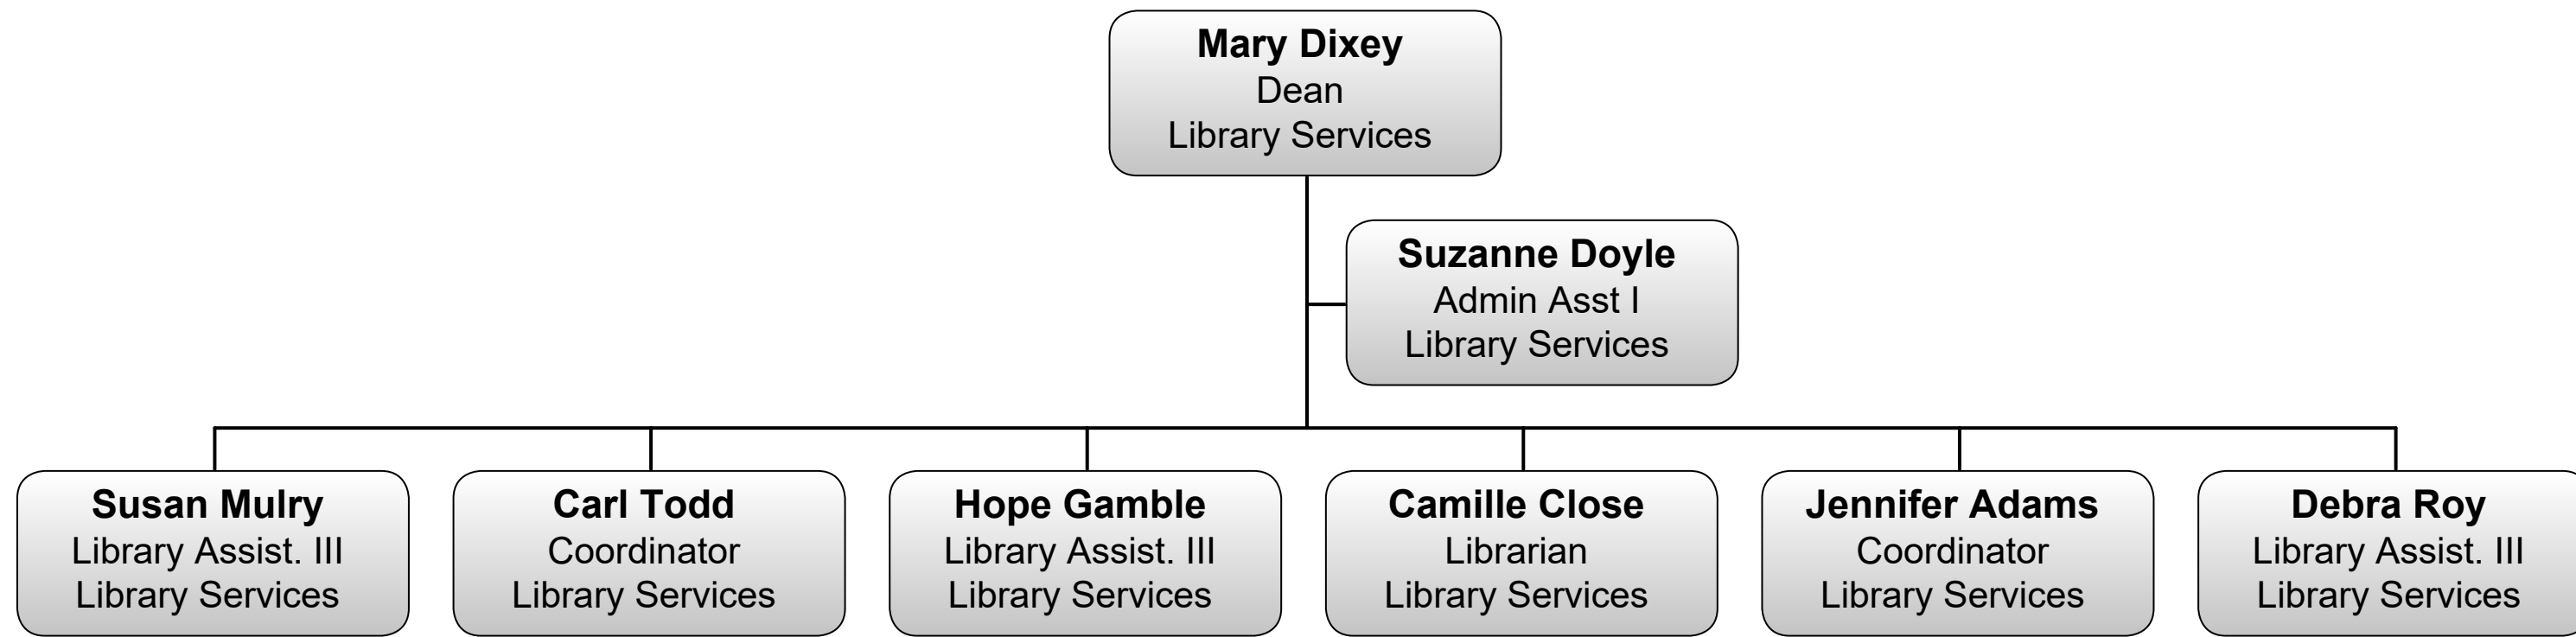 Mary Dixey
Dean
Library Services
Suzanne Doyle
Admin Asst I
Library Services
Susan Mulry
Library Assist. III
Library Services
Carl Todd
Coordinator
Library Services
Hope Gamble
Library Assist. III
Library Services
Camille Close
Librarian
Library Services
Jennifer Adams
Coordinator
Library Services
Debra Roy
Library Assist. III
Library Services